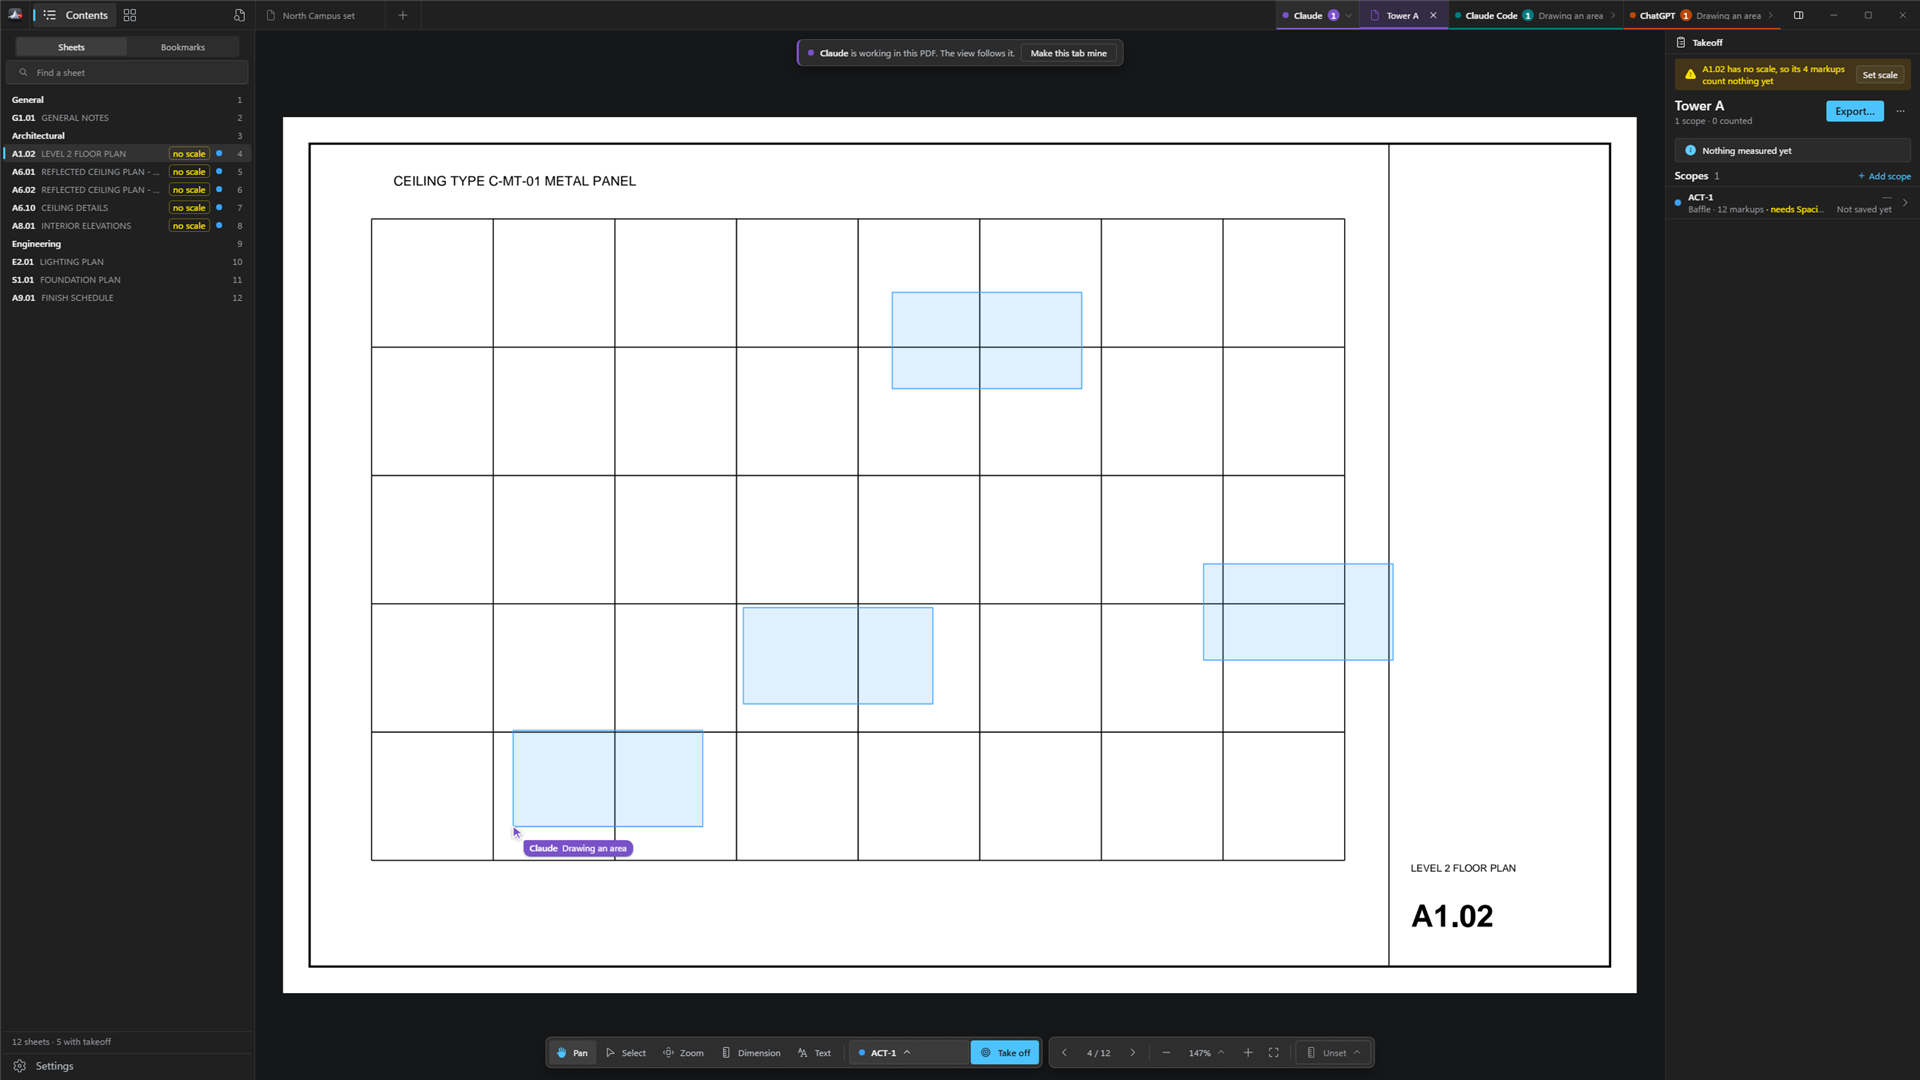 Contents
North Campus set
Claude 1
Tower A
Claude Code 1 Drawing an area
ChatGPT 1 Drawing an area
Sheets
Bookmarks
Find a sheet
General 1
G1.01 GENERAL NOTES 2
Architectural 3
A1.02 LEVEL 2 FLOOR PLAN no scale 4
A6.01 REFLECTED CEILING PLAN - ... no scale 5
A6.02 REFLECTED CEILING PLAN - ... no scale 6
A6.10 CEILING DETAILS no scale 7
A8.01 INTERIOR ELEVATIONS no scale 8
Engineering 9
E2.01 LIGHTING PLAN 10
S1.01 FOUNDATION PLAN 11
A9.01 FINISH SCHEDULE 12
12 sheets · 5 with takeoff
Settings
Claude is working in this PDF. The view follows it.
Make this tab mine
CEILING TYPE C-MT-01 METAL PANEL
Claude Drawing an area
LEVEL 2 FLOOR PLAN
A1.02
Pan
Select
Zoom
Dimension
Text
ACT-1
Take off
4 / 12
147%
Unset
Takeoff
A1.02 has no scale, so its 4 markups
count nothing yet
Set scale
Tower A
1 scope · 0 counted
Export...
Nothing measured yet
Scopes 1
+ Add scope
ACT-1 —
Baffle · 12 markups · needs Spaci... Not saved yet